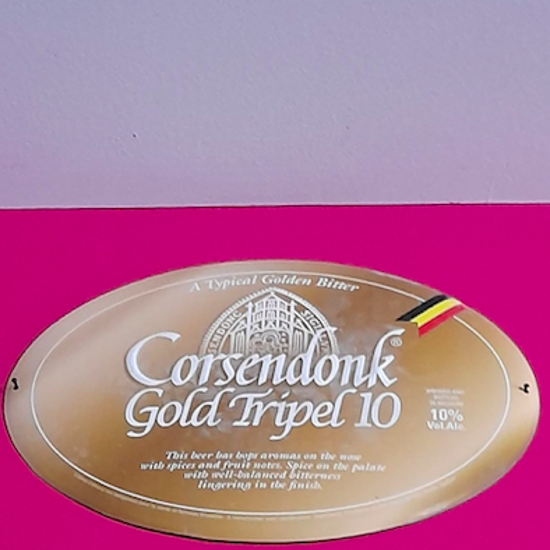 A Typical Golden Bitter
Corsendonk®
Gold Tripel 10
10%
Vol.Alc.
This beer has hops aromas on the nose
with spices and fruit notes. Spice on the palate
with well-balanced bitterness
lingering in the finish.